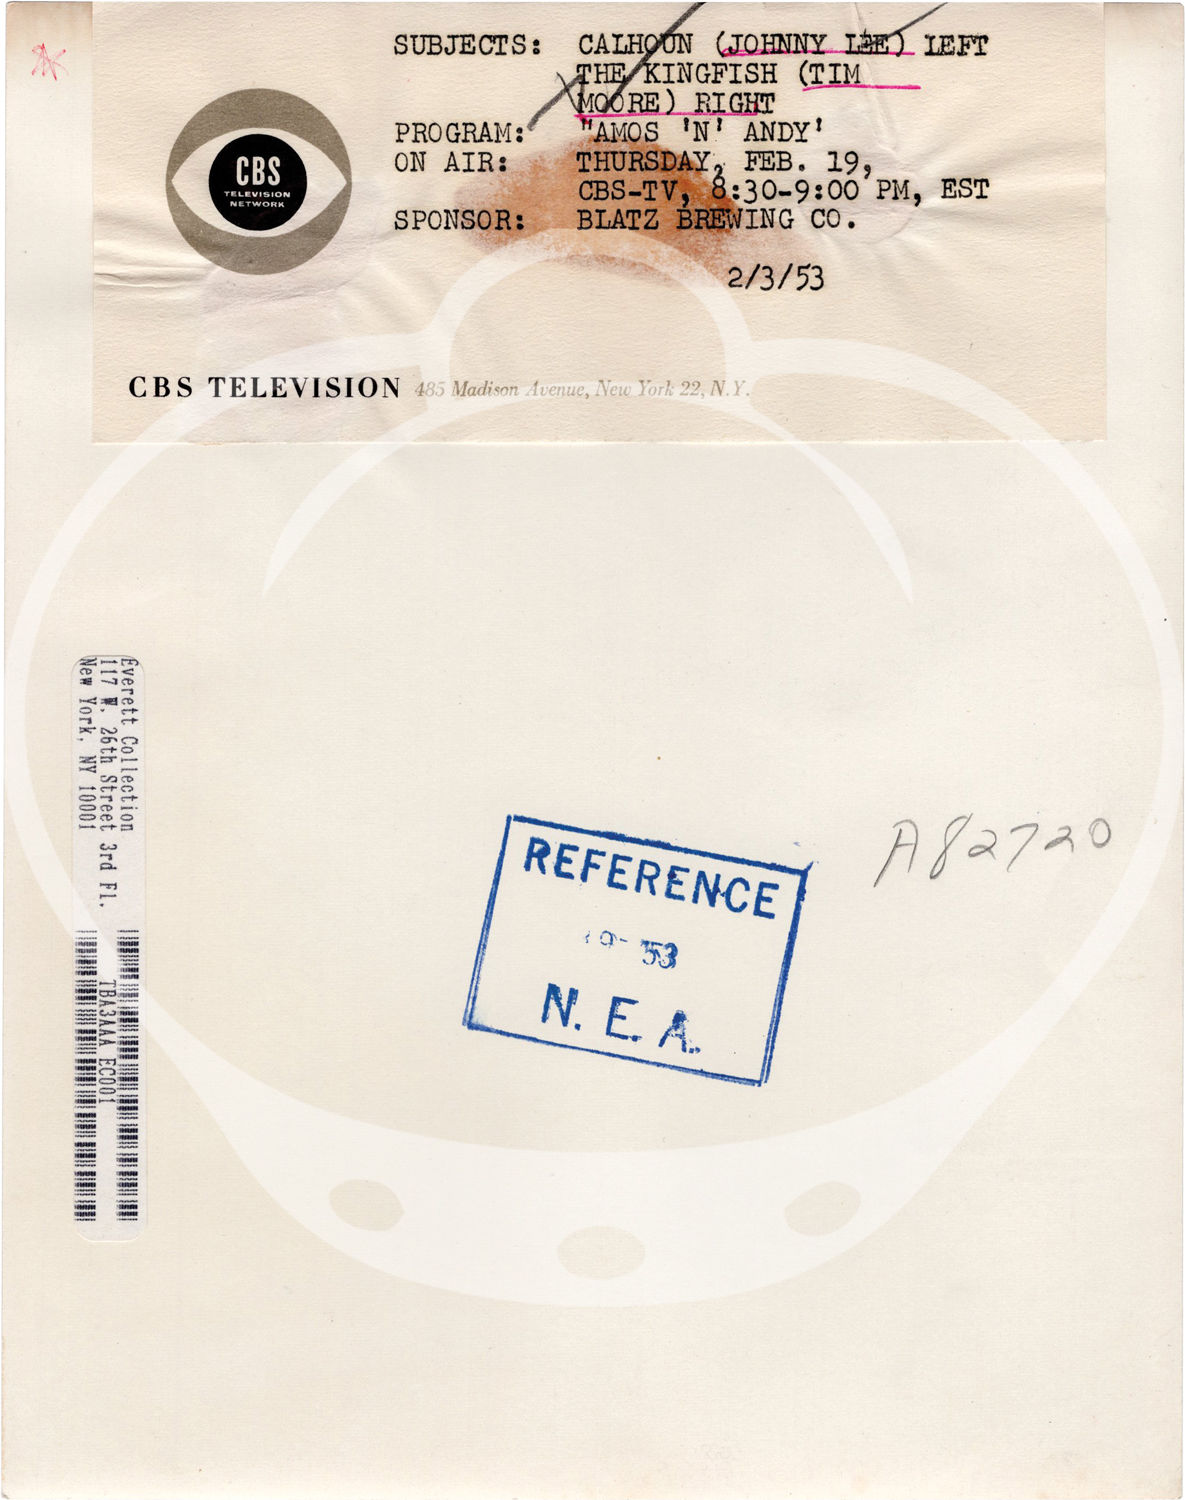 SUBJECTS: CALHOUN (JOHNNY LEE) LEFT
THE KINGFISH (TIM
MOORE) RIGHT
PROGRAM: "AMOS 'N' ANDY'
ON AIR: THURSDAY, FEB. 19,
CBS-TV, 8:30-9:00 PM, EST
SPONSOR: BLATZ BREWING CO.
2/3/53
CBS
TELEVISION
NETWORK
CBS TELEVISION 485 Madison Avenue, New York 22, N.Y.
Everett Collection
117 W. 26th Street 3rd Fl.
New York, NY 10001
TBA3AAA EC001
REFERENCE
53
N. E. A.
A82720